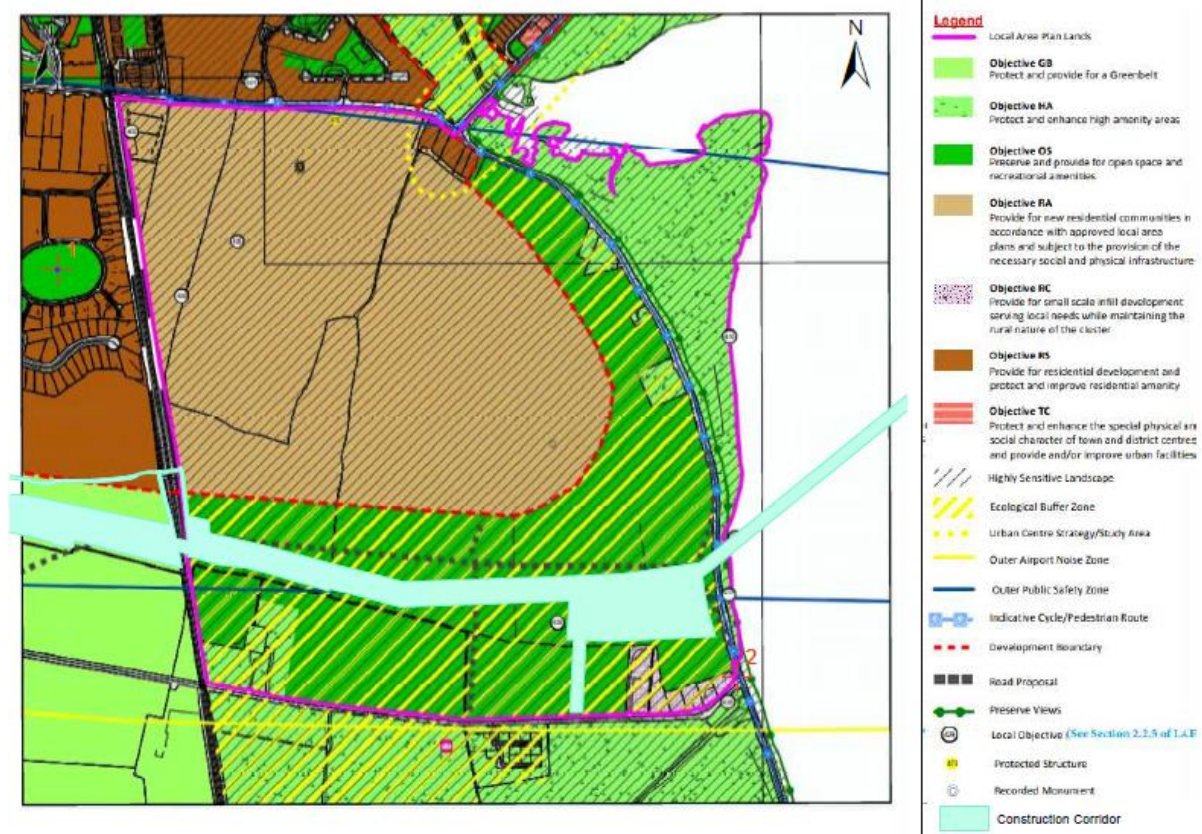 N
1
2
Legend
Local Area Plan Lands
Objective GB
Protect and provide for a Greenbelt
Objective HA
Protect and enhance high amenity areas
Objective OS
Preserve and provide for open space and
recreational amenities
Objective RA
Provide for new residential communities in
accordance with approved local area
plans and subject to the provision of the
necessary social and physical infrastructure
Objective RC
Provide for small scale infill development
serving local needs while maintaining the
rural nature of the cluster
Objective RS
Provide for residential development and
protect and improve residential amenity
Objective TC
Protect and enhance the special physical an
social character of town and district centres
and provide and/or improve urban facilities
Highly Sensitive Landscape
Ecological Buffer Zone
Urban Centre Strategy/Study Area
Outer Airport Noise Zone
Outer Public Safety Zone
Indicative Cycle/Pedestrian Route
Development Boundary
Road Proposal
Preserve Views
Local Objective (See Section 2.2.5 of
Protected Structure
Recorded Monument
Construction Corridor